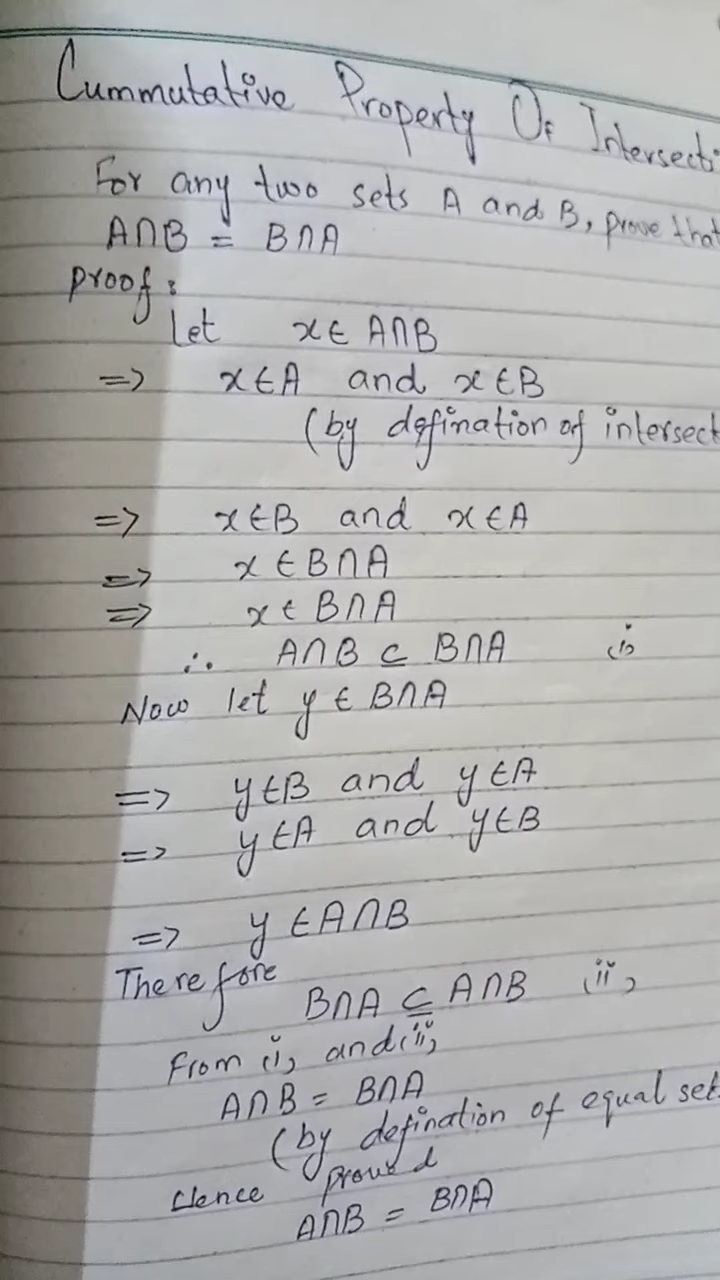 Cummutative Property Of Intersecti
For any two sets A and B, prove that
A∩B = B∩A
proof:
Let x∈ A∩B
=> x∈A and x∈B
(by defination of intersect
=> x∈B and x∈A
=> x∈B∩A
=> x∈ B∩A
∴ A∩B ⊆ B∩A (i)
Now let y ∈ B∩A
=> y∈B and y∈A
=> y∈A and y∈B
=> y∈A∩B
Therefore
B∩A ⊆ A∩B (ii)
From (i) and (ii)
A∩B = B∩A
(by defination of equal set
Hence proved
A∩B = B∩A